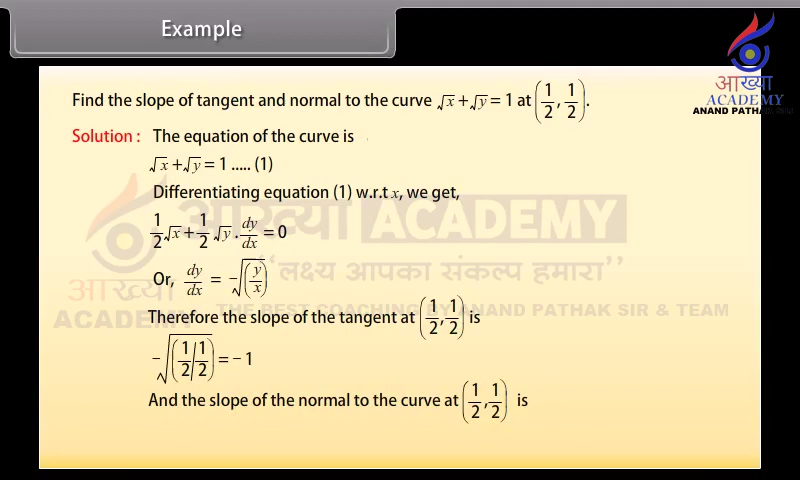 Example
आख्या
ACADEMY
ANAND PATHAK SIR
Find the slope of tangent and normal to the curve √x + √y = 1 at (1/2, 1/2).
Solution : The equation of the curve is
√x + √y = 1 ..... (1)
Differentiating equation (1) w.r.t x, we get,
1/2 √x + 1/2 √y . dy/dx = 0
Or, dy/dx = -√(y/x)
Therefore the slope of the tangent at (1/2, 1/2) is
-√(1/2 / 1/2) = - 1
And the slope of the normal to the curve at (1/2, 1/2) is
आख्या ACADEMY
“लक्ष्य आपका संकल्प हमारा”
THE BEST COACHING BY ANAND PATHAK SIR & TEAM
आख्या
ACADEMY